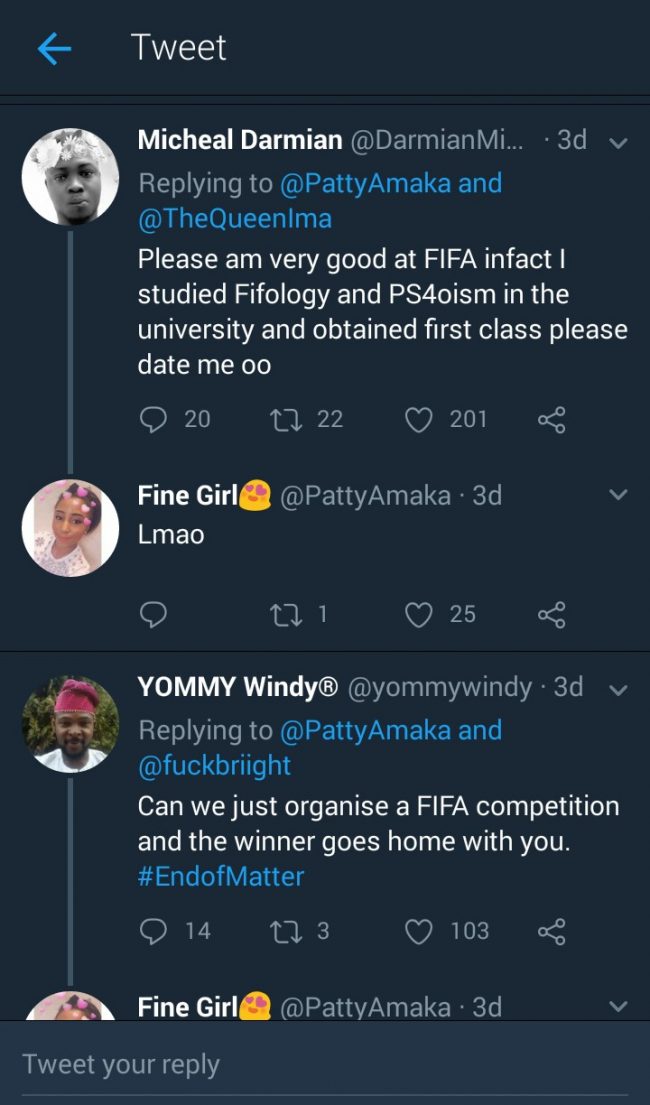 Tweet
Micheal Darmian @DarmianMi... · 3d
Replying to @PattyAmaka and
@TheQueenIma
Please am very good at FIFA infact I
studied Fifology and PS4oism in the
university and obtained first class please
date me oo
20 22 201
Fine Girl😍 @PattyAmaka · 3d
Lmao
1 25
YOMMY Windy® @yommywindy · 3d
Replying to @PattyAmaka and
@fuckbriight
Can we just organise a FIFA competition
and the winner goes home with you.
#EndofMatter
14 3 103
Fine Girl😍 @PattyAmaka · 3d
Tweet your reply